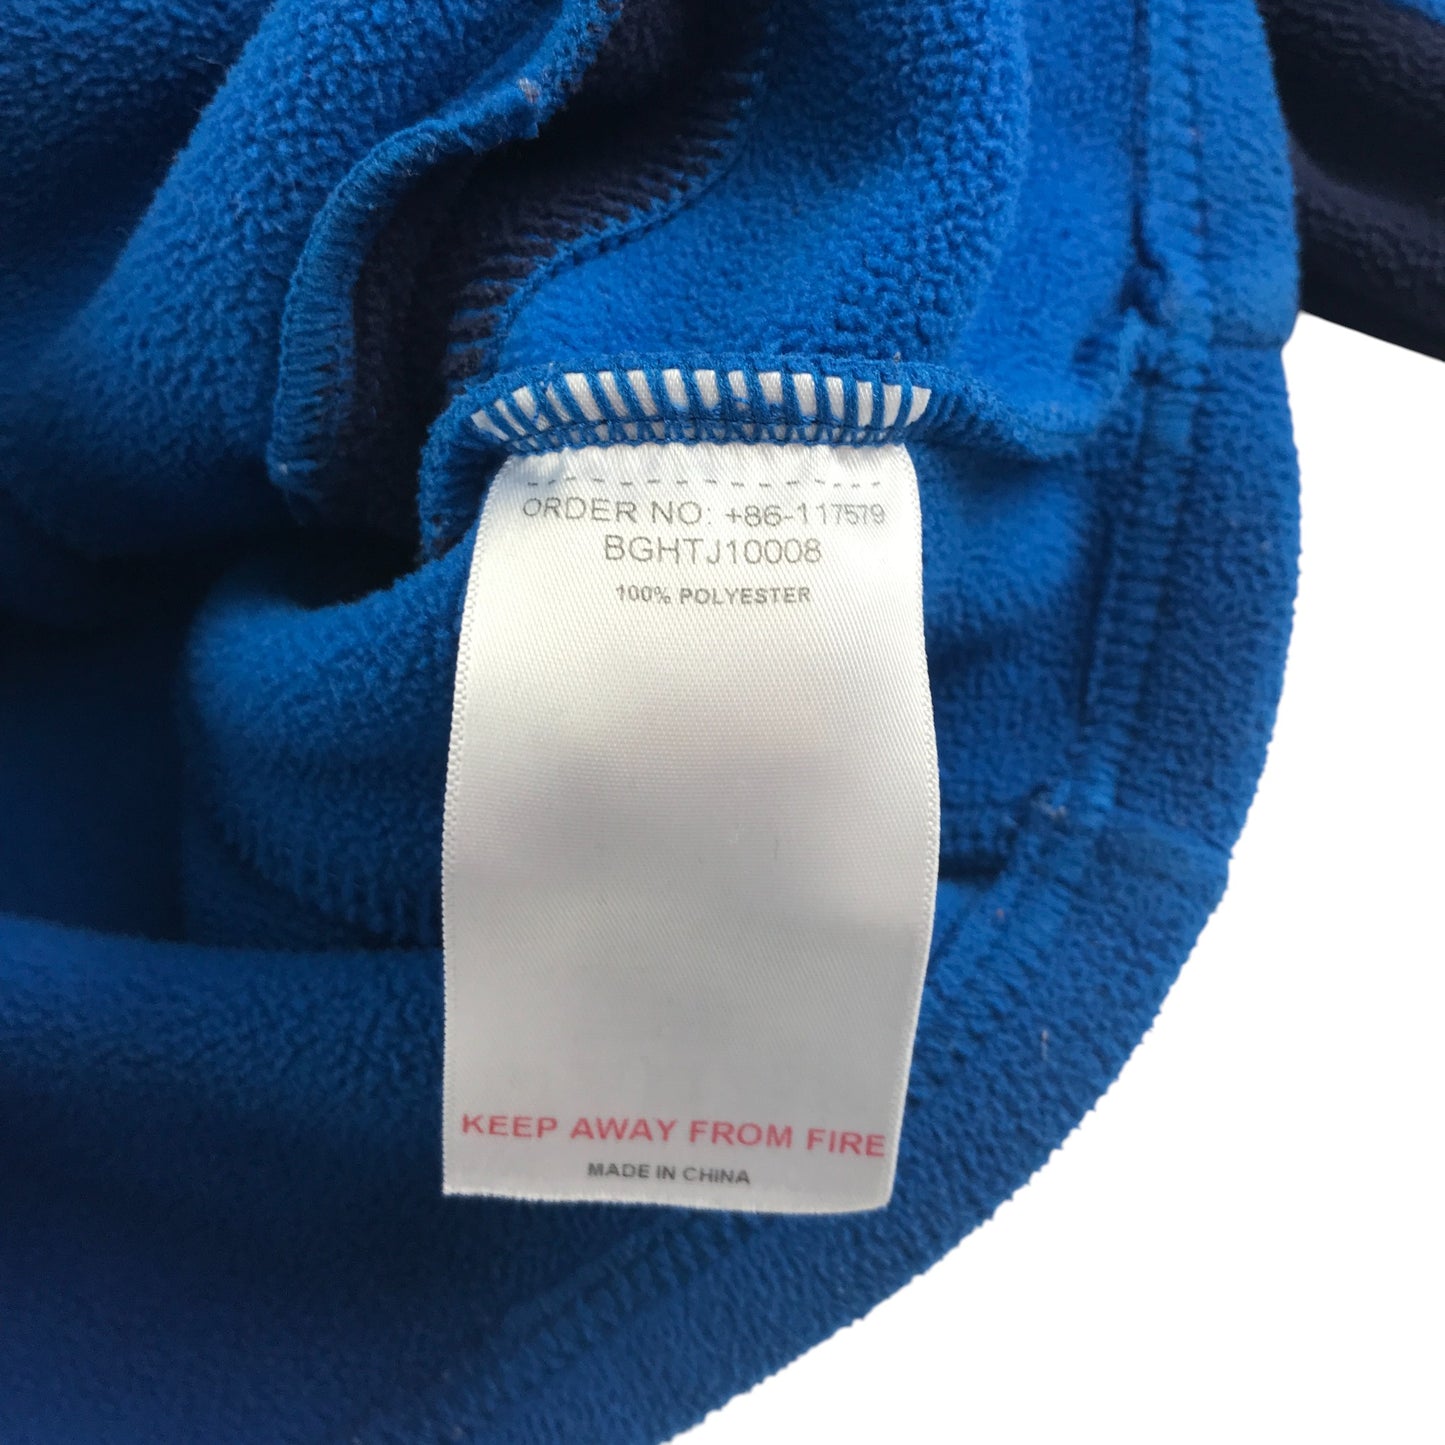 ORDER NO: +86-117579
BGHTJ10008
100% POLYESTER
KEEP AWAY FROM FIRE
MADE IN CHINA